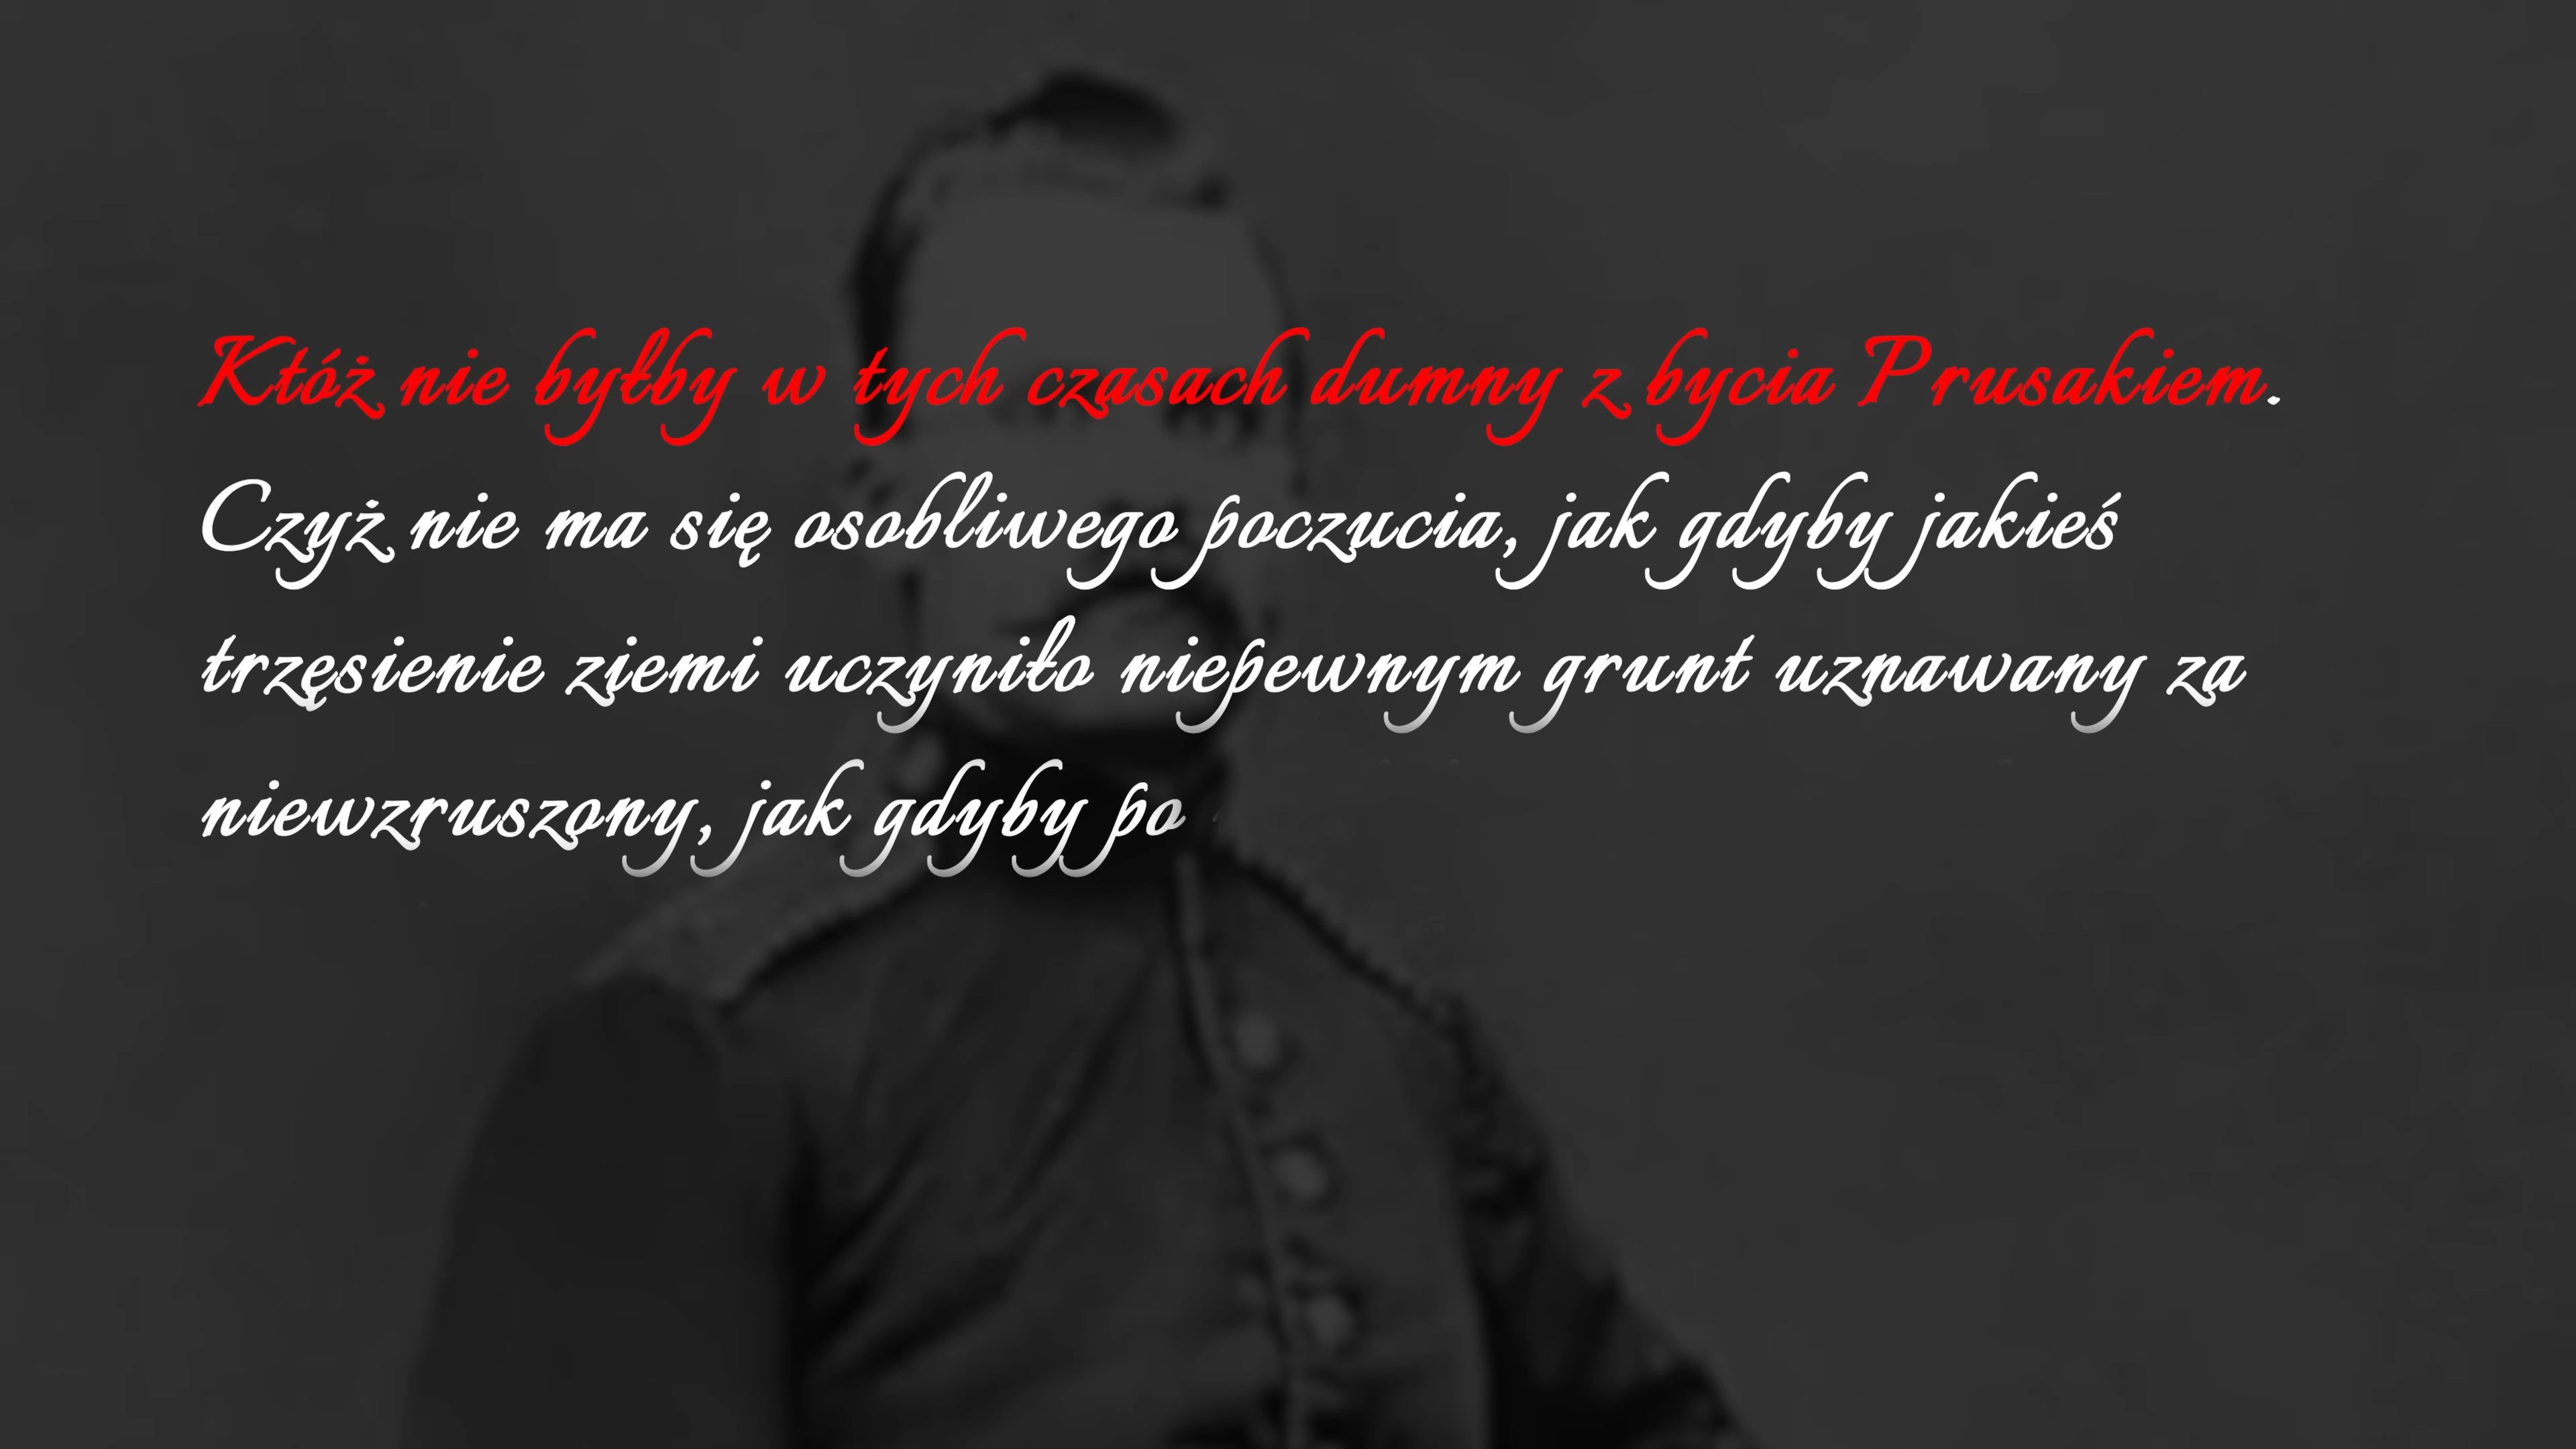 Któż nie byłby w tych czasach dumny z bycia Prusakiem.
Czyż nie ma się osobliwego poczucia, jak gdyby jakieś
trzęsienie ziemi uczyniło niepewnym grunt uznawany za
niewzruszony, jak gdyby po